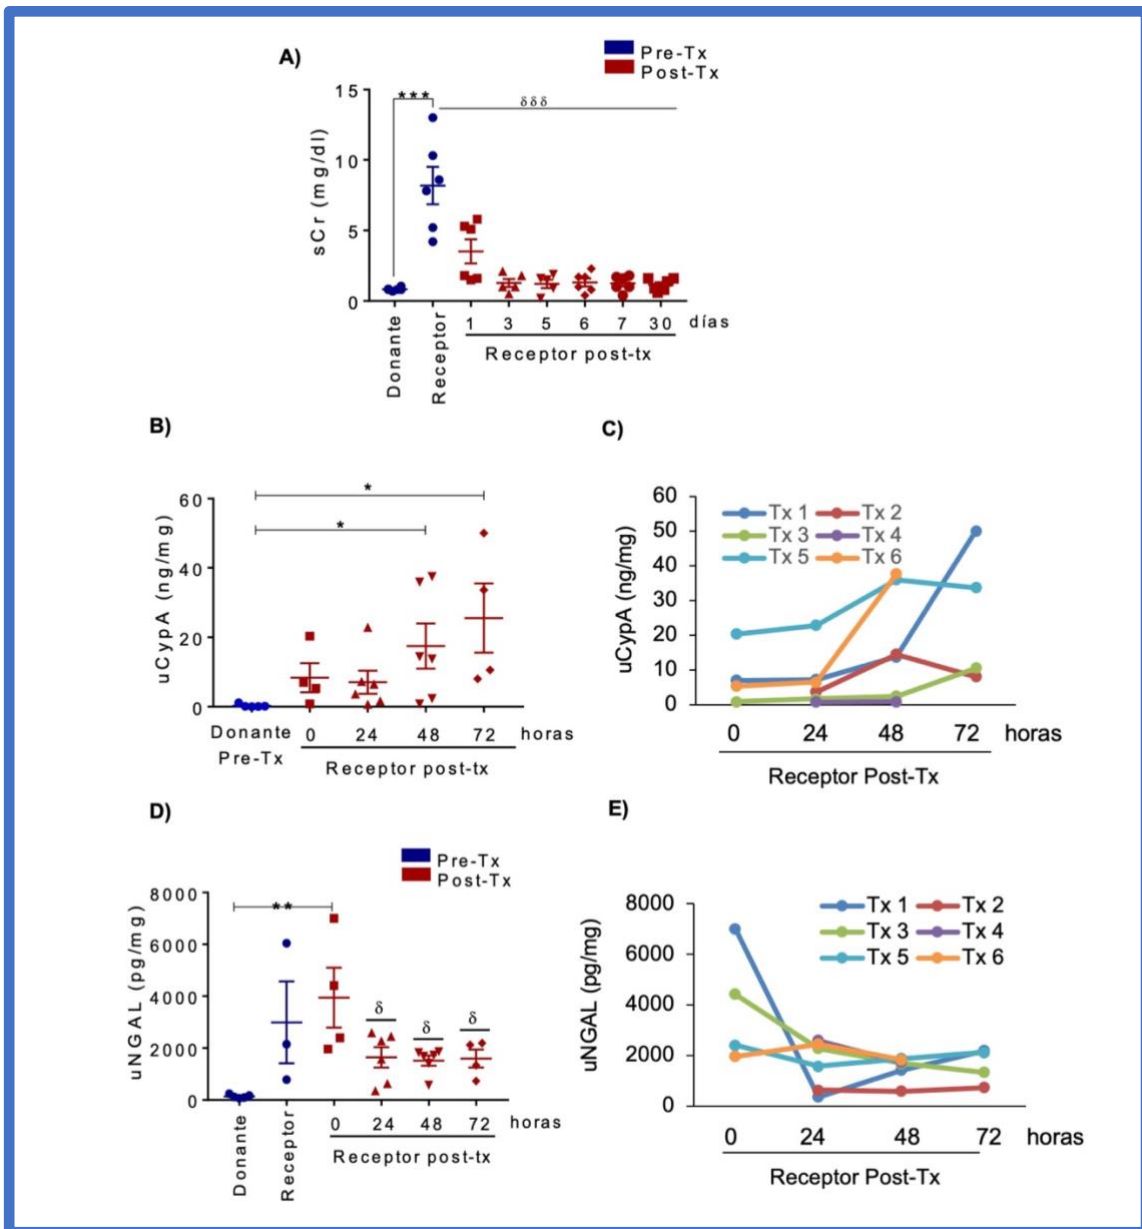 A)
Pre-Tx
Post-Tx
***
δδδ
15
10
5
0
sCr (mg/dl)
Donante
Receptor
1 3 5 6 7 30 días
Receptor post-tx
B)
*
*
60
40
20
0
uCypA (ng/mg)
Donante 0 24 48 72 horas
Pre-Tx
Receptor post-tx
C)
60
50
40
30
20
10
0
uCypA (ng/mg)
Tx 1 Tx 2
Tx 3 Tx 4
Tx 5 Tx 6
0 24 48 72 horas
Receptor Post-Tx
D)
Pre-Tx
Post-Tx
**
δ δ δ
8000
6000
4000
2000
0
uNGAL (pg/mg)
Donante
Receptor
0 24 48 72 horas
Receptor post-tx
E)
8000
6000
4000
2000
0
uNGAL (pg/mg)
Tx 1 Tx 2
Tx 3 Tx 4
Tx 5 Tx 6
0 24 48 72 horas
Receptor Post-Tx